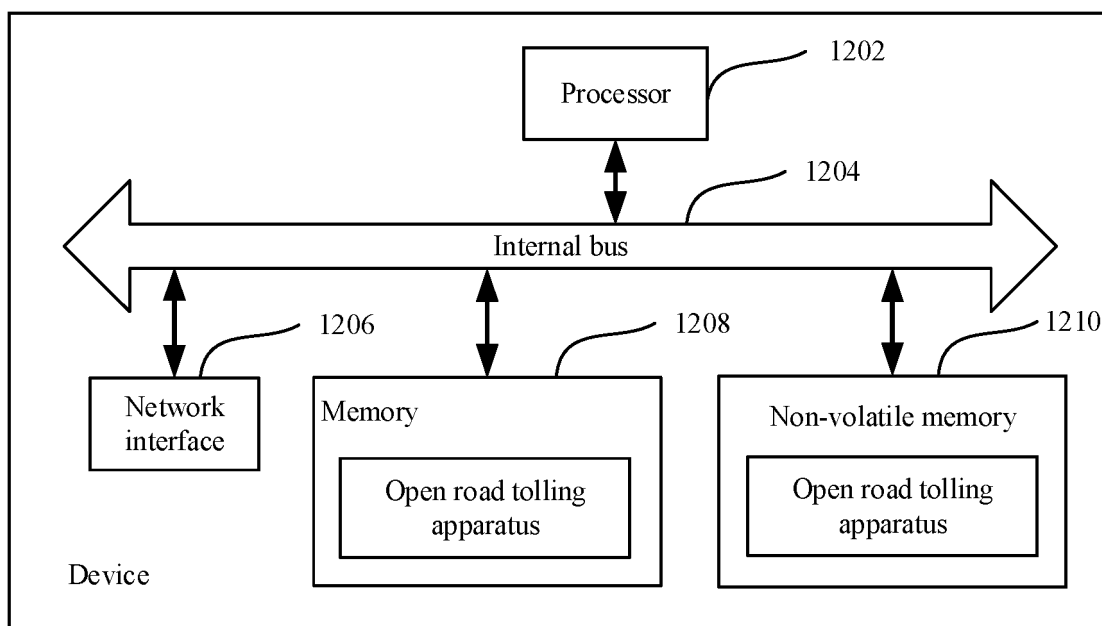 Processor
1202
1204
Internal bus
1206
1208
1210
Network
interface
Memory
Open road tolling
apparatus
Non-volatile memory
Open road tolling
apparatus
Device